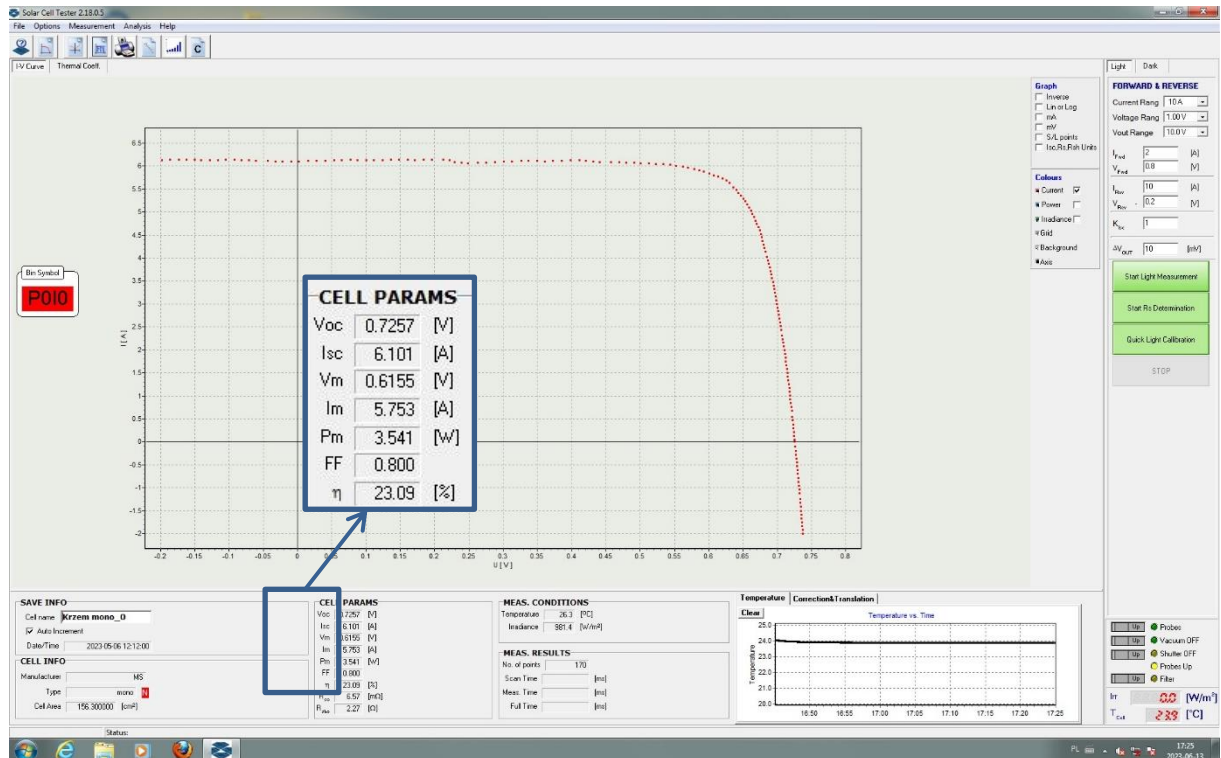 Solar Cell Tester 2.18.0.5
File Options Measurement Analysis Help
I-V Curve Thermal Coeff.
Bin Symbol
P0I0
6.5
6
5.5
5
4.5
4
3.5
3
2.5
2
1.5
1
0.5
0
-0.5
-1
-1.5
-2
I [A]
-0.2 -0.15 -0.1 -0.05 0 0.05 0.1 0.15 0.2 0.25 0.3 0.35 0.4 0.45 0.5 0.55 0.6 0.65 0.7 0.75 0.8
U [V]
CELL PARAMS
Voc 0.7257 [V]
Isc 6.101 [A]
Vm 0.6155 [V]
Im 5.753 [A]
Pm 3.541 [W]
FF 0.800
η 23.09 [%]
Graph
Inverse
Lin or Log
mA
mV
S/L points
Isc,Rs,Rsh Units
Colours
Current
Power
Irradiance
Grid
Background
Axis
Light Dark
FORWARD & REVERSE
Current Rang 10 A
Voltage Rang 1.00 V
Vout Range 10.0 V
IFwd 2 [A]
VFwd 0.8 [V]
IRev 10 [A]
VRev - 0.2 [V]
1
ΔVOUT 10 [mV]
Start Light Measurement
Start Rs Determination
Quick Light Calibration
STOP
SAVE INFO
Cell name Krzem mono_0
Auto Increment
Date/Time 2023-05-06 12:12:00
CELL INFO
Manufacturer MS
Type mono N
Cell Area 156.300000 [cm²]
CELL PARAMS
Voc 0.7257 [V]
Isc 6.101 [A]
Vm 0.6155 [V]
Im 5.753 [A]
Pm 3.541 [W]
FF 0.800
η 23.09 [%]
6.57 [mΩ]
2.27 [Ω]
MEAS. CONDITIONS
Temperature 26.3 [ºC]
Irradiance 981.4 [W/m²]
MEAS. RESULTS
No. of points 170
Scan Time [ms]
Meas. Time [ms]
Full Time [ms]
Temperature Correction&Translation
Clear Temperature vs. Time
Temperature
25.0
24.0
23.0
22.0
21.0
20.0
16:50 16:55 17:00 17:05 17:10 17:15 17:20 17:25
Up Probes
Up Vacuum OFF
Up Shutter OFF
Probes Up
Up Filter
Irr 0.0 [W/m²]
TCell 23.9 [°C]
Status:
PL 17:25
2023-06-13